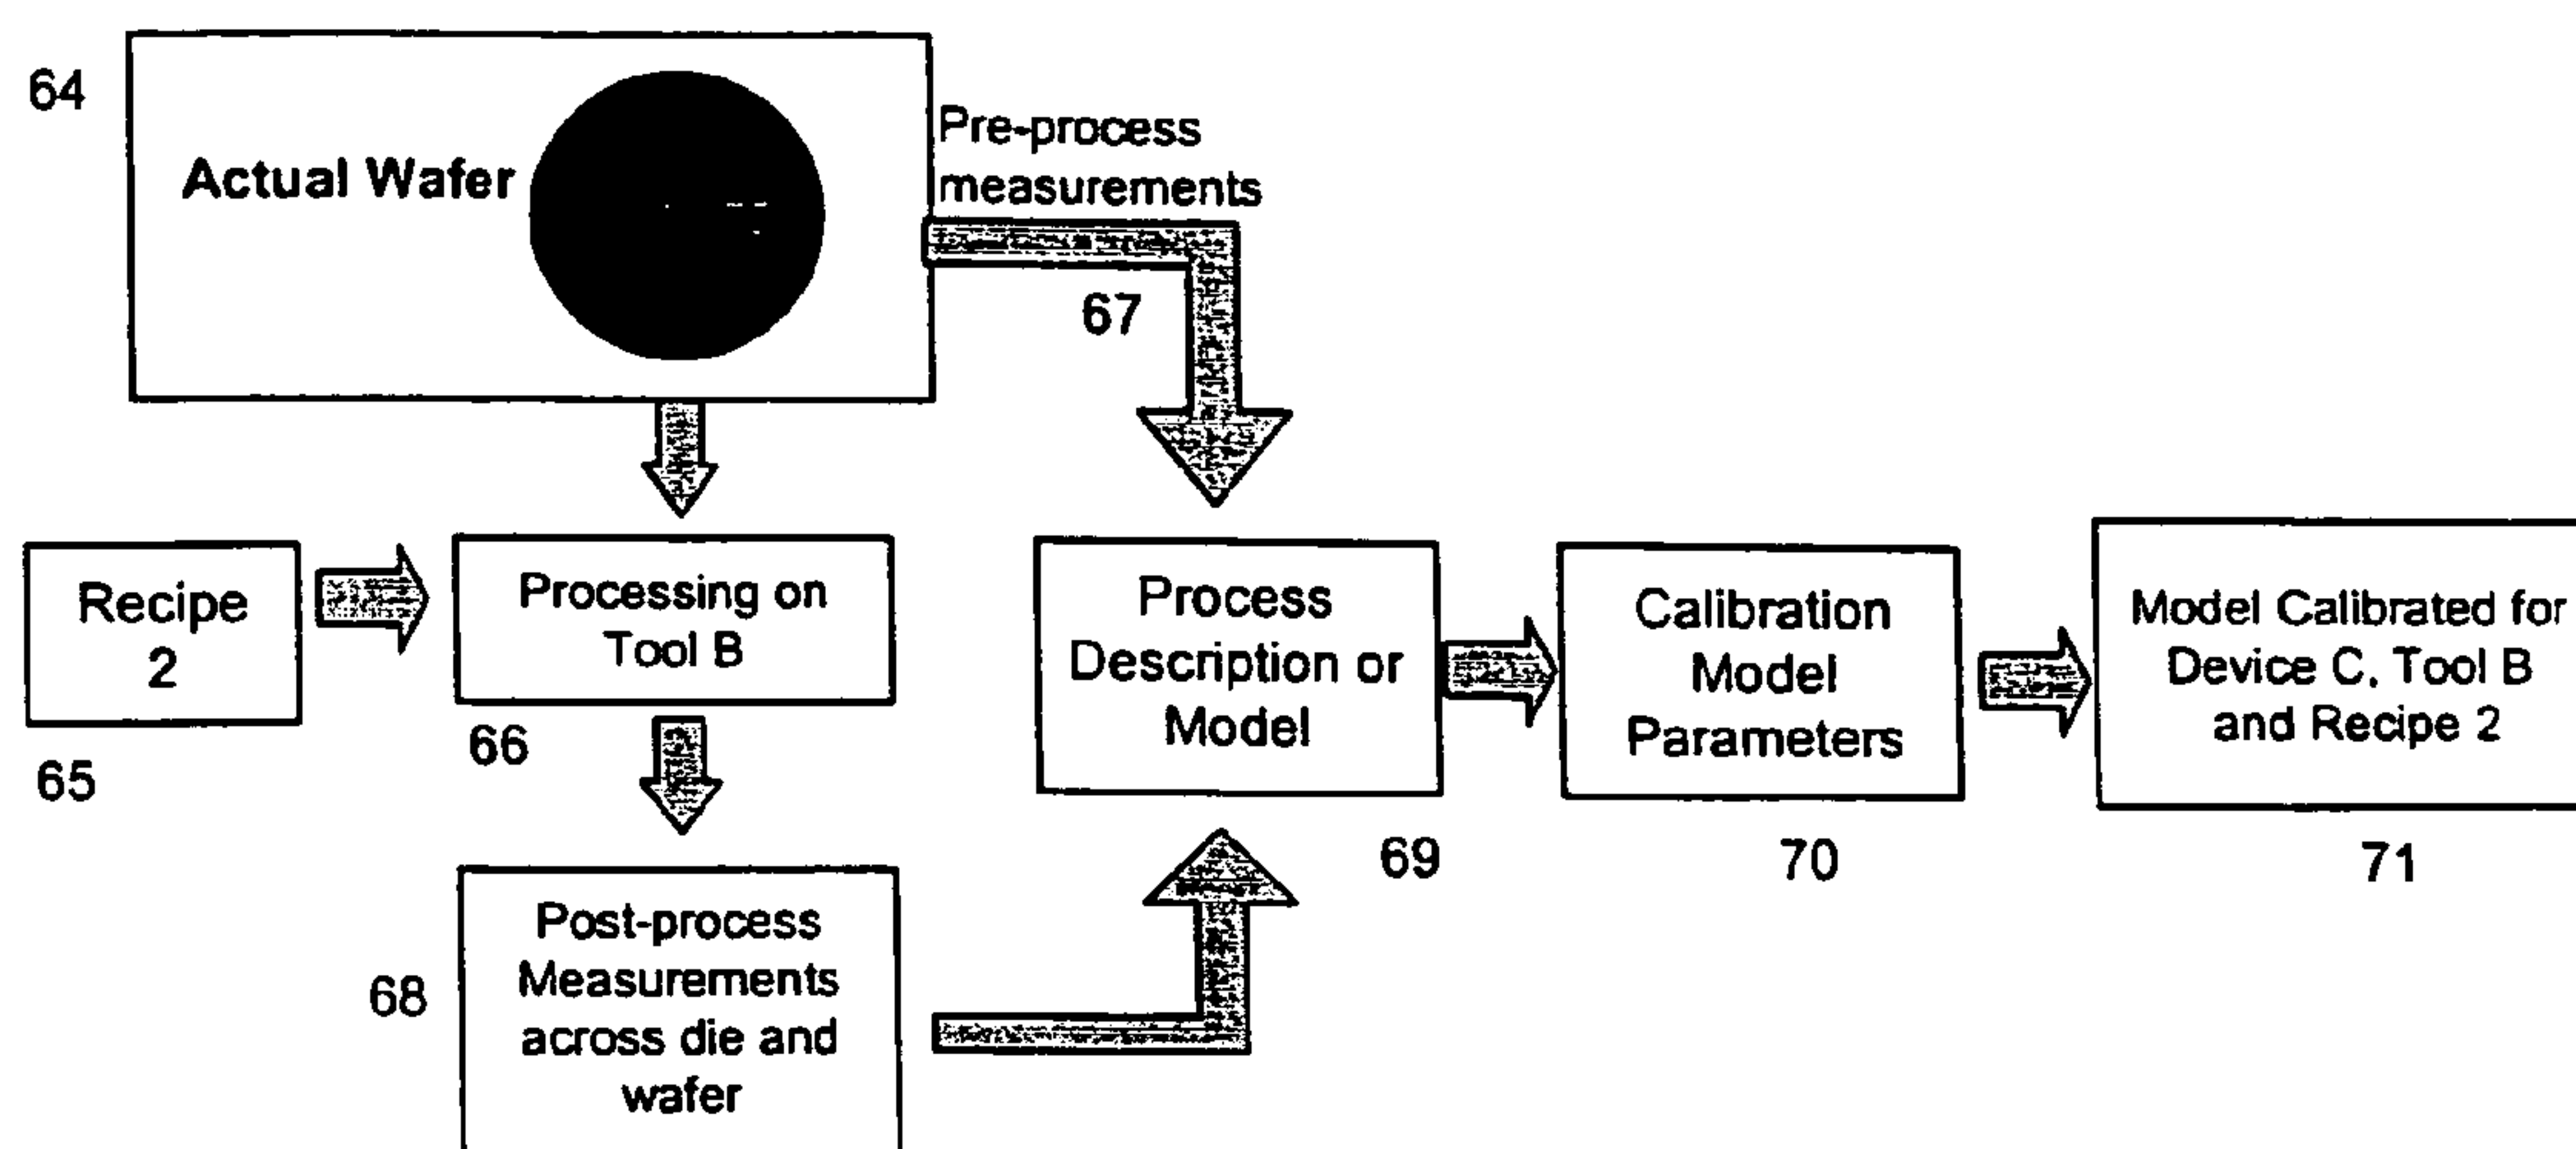 64
Actual Wafer
Pre-process
measurements
67
Recipe
2
65
Processing on
Tool B
66
Post-process
Measurements
across die and
wafer
68
Process
Description or
Model
69
Calibration
Model
Parameters
70
Model Calibrated for
Device C, Tool B
and Recipe 2
71